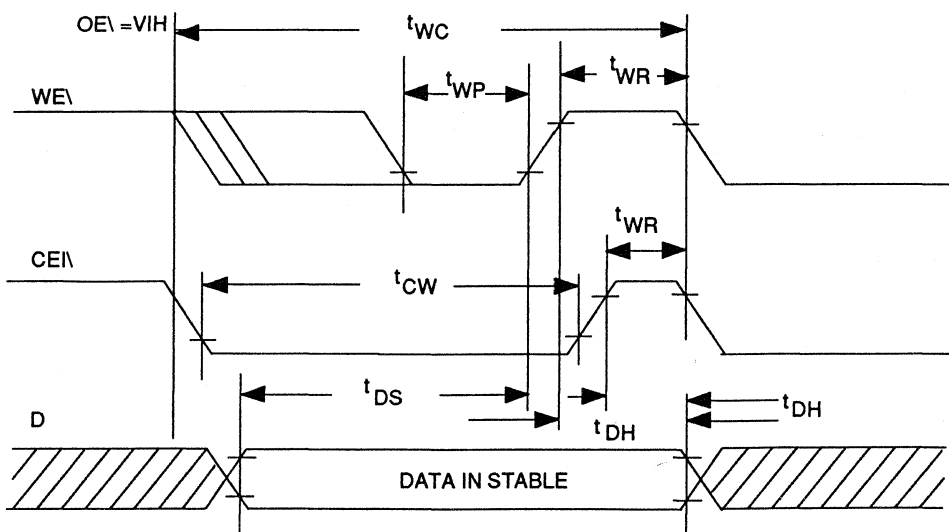 OE\ =VIH
tWC
tWR
tWP
WE\
tWR
CEI\
tCW
tDS
tDH
tDH
D
DATA IN STABLE